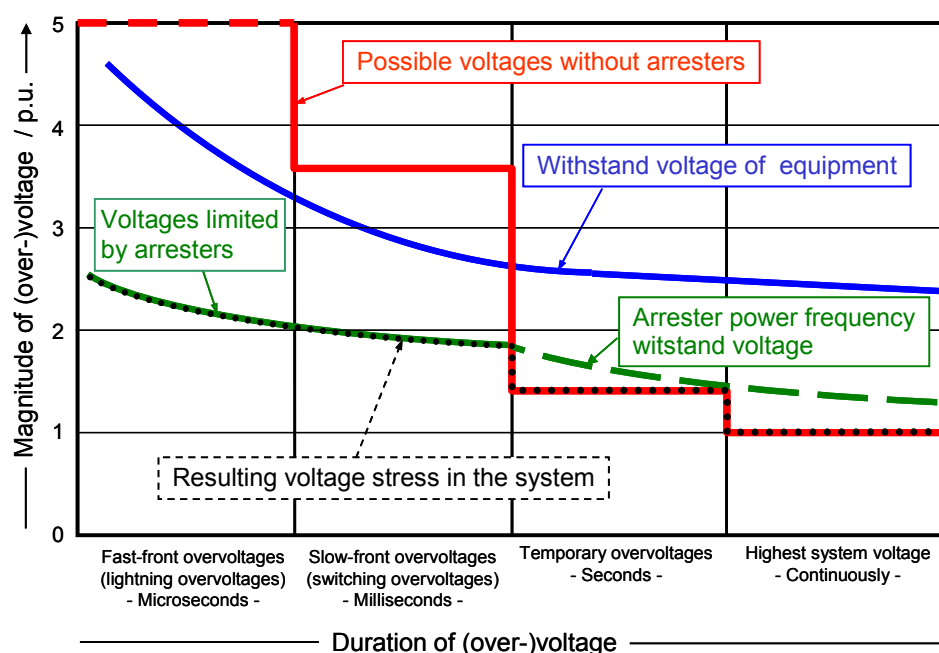 Magnitude of (over-)voltage / p.u.
5
4
3
2
1
0
Possible voltages without arresters
Withstand voltage of equipment
Voltages limited
by arresters
Arrester power frequency
witstand voltage
Resulting voltage stress in the system
Fast-front overvoltages
(lightning overvoltages)
- Microseconds -
Slow-front overvoltages
(switching overvoltages)
- Milliseconds -
Temporary overvoltages
- Seconds -
Highest system voltage
- Continuously -
Duration of (over-)voltage